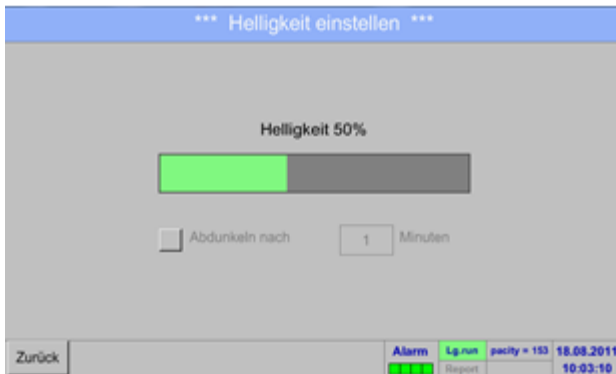 *** Helligkeit einstellen ***
Helligkeit 50%
Abdunkeln nach 1 Minuten
Zurück
Alarm Lg.run pacity = 153 18.08.2011
Report 10:03:10